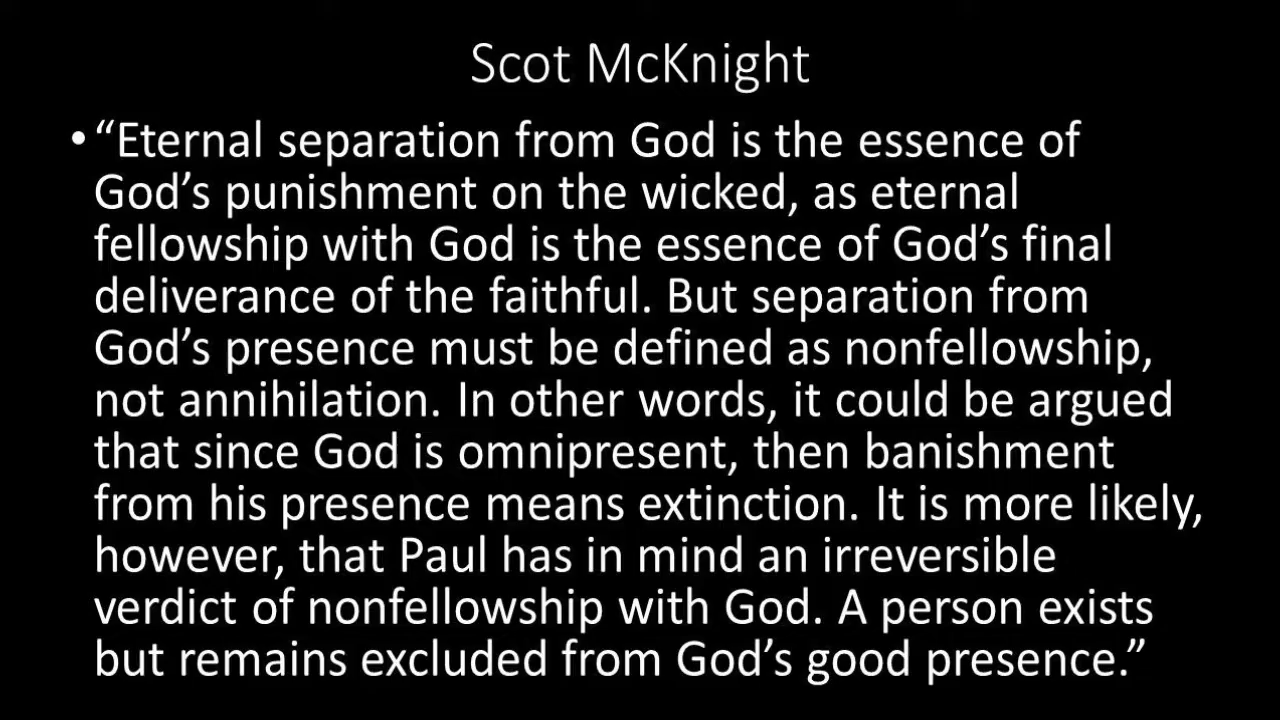 Scot McKnight
• “Eternal separation from God is the essence of
God’s punishment on the wicked, as eternal
fellowship with God is the essence of God’s final
deliverance of the faithful. But separation from
God’s presence must be defined as nonfellowship,
not annihilation. In other words, it could be argued
that since God is omnipresent, then banishment
from his presence means extinction. It is more likely,
however, that Paul has in mind an irreversible
verdict of nonfellowship with God. A person exists
but remains excluded from God’s good presence.”